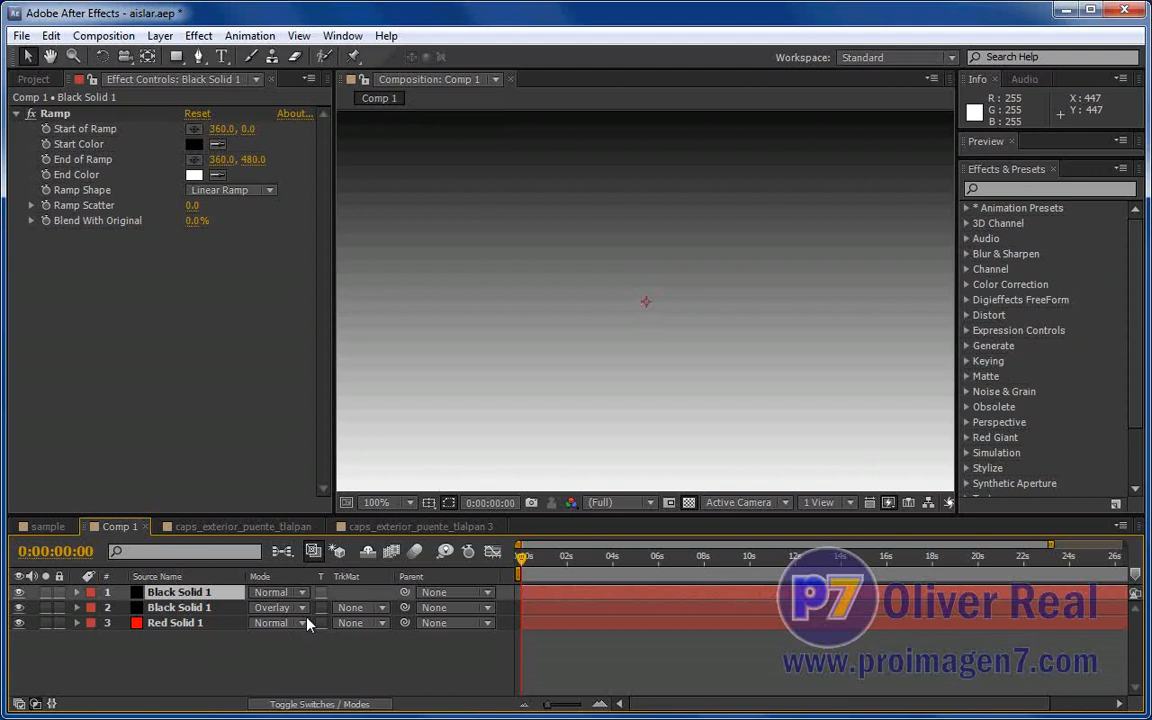 Adobe After Effects - aislar.aep *
File Edit Composition Layer Effect Animation View Window Help
Workspace: Standard Search Help
Project Effect Controls: Black Solid 1
Comp 1 • Black Solid 1
fx Ramp Reset About...
Start of Ramp 360.0, 0.0
Start Color
End of Ramp 360.0, 480.0
End Color
Ramp Shape Linear Ramp
Ramp Scatter 0.0
Blend With Original 0.0%
Composition: Comp 1
Comp 1
100% 0:00:00:00 (Full) Active Camera 1 View
Info Audio
R: 255 X: 447
G: 255 Y: 447
B: 255
Preview
Effects & Presets
* Animation Presets
3D Channel
Audio
Blur & Sharpen
Channel
Color Correction
Digieffects FreeForm
Distort
Expression Controls
Generate
Keying
Matte
Noise & Grain
Obsolete
Perspective
Red Giant
Simulation
Stylize
Synthetic Aperture
sample Comp 1 caps_exterior_puente_tlalpan caps_exterior_puente_tlalpan 3
0:00:00:00 00s 02s 04s 06s 08s 10s 12s 14s 16s 18s 20s 22s 24s 26s
# Source Name Mode T TrkMat Parent
1 Black Solid 1 Normal None
2 Black Solid 1 Overlay None None
3 Red Solid 1 Normal None None
Toggle Switches / Modes
P7 Oliver Real
www.proimagen7.com